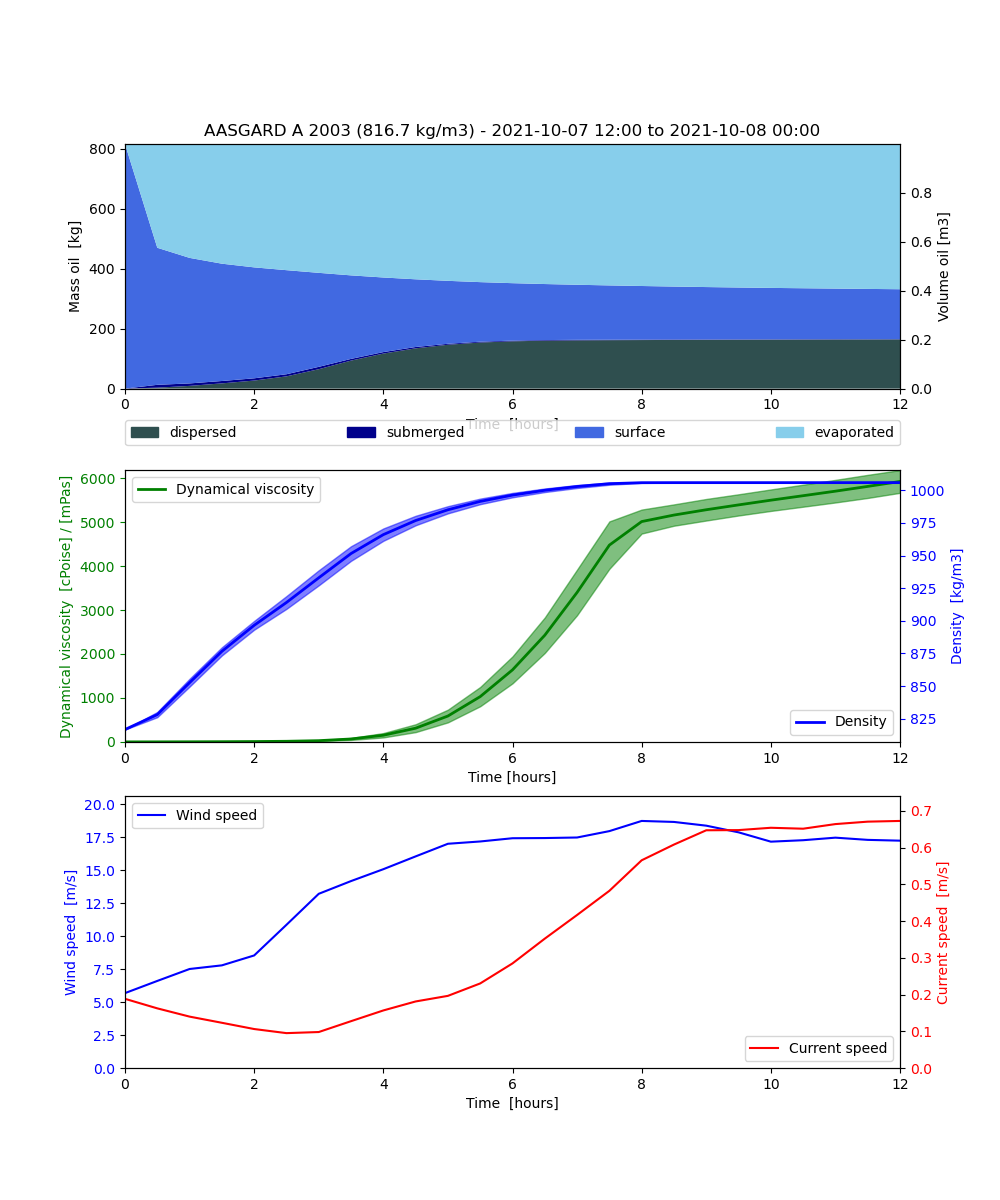 AASGARD A 2003 (816.7 kg/m3) - 2021-10-07 12:00 to 2021-10-08 00:00
Mass oil [kg]
800
600
400
200
0
0.8
0.6
0.4
0.2
0.0
Volume oil [m3]
0 2 4 6 8 10 12
Time [hours]
dispersed submerged surface evaporated
Dynamical viscosity [cPoise] / [mPas]
6000
5000
4000
3000
2000
1000
0
Dynamical viscosity
1000
975
950
925
900
875
850
825
Density [kg/m3]
Density
0 2 4 6 8 10 12
Time [hours]
Wind speed [m/s]
20.0
17.5
15.0
12.5
10.0
7.5
5.0
2.5
0.0
Wind speed
0.7
0.6
0.5
0.4
0.3
0.2
0.1
0.0
Current speed [m/s]
Current speed
0 2 4 6 8 10 12
Time [hours]